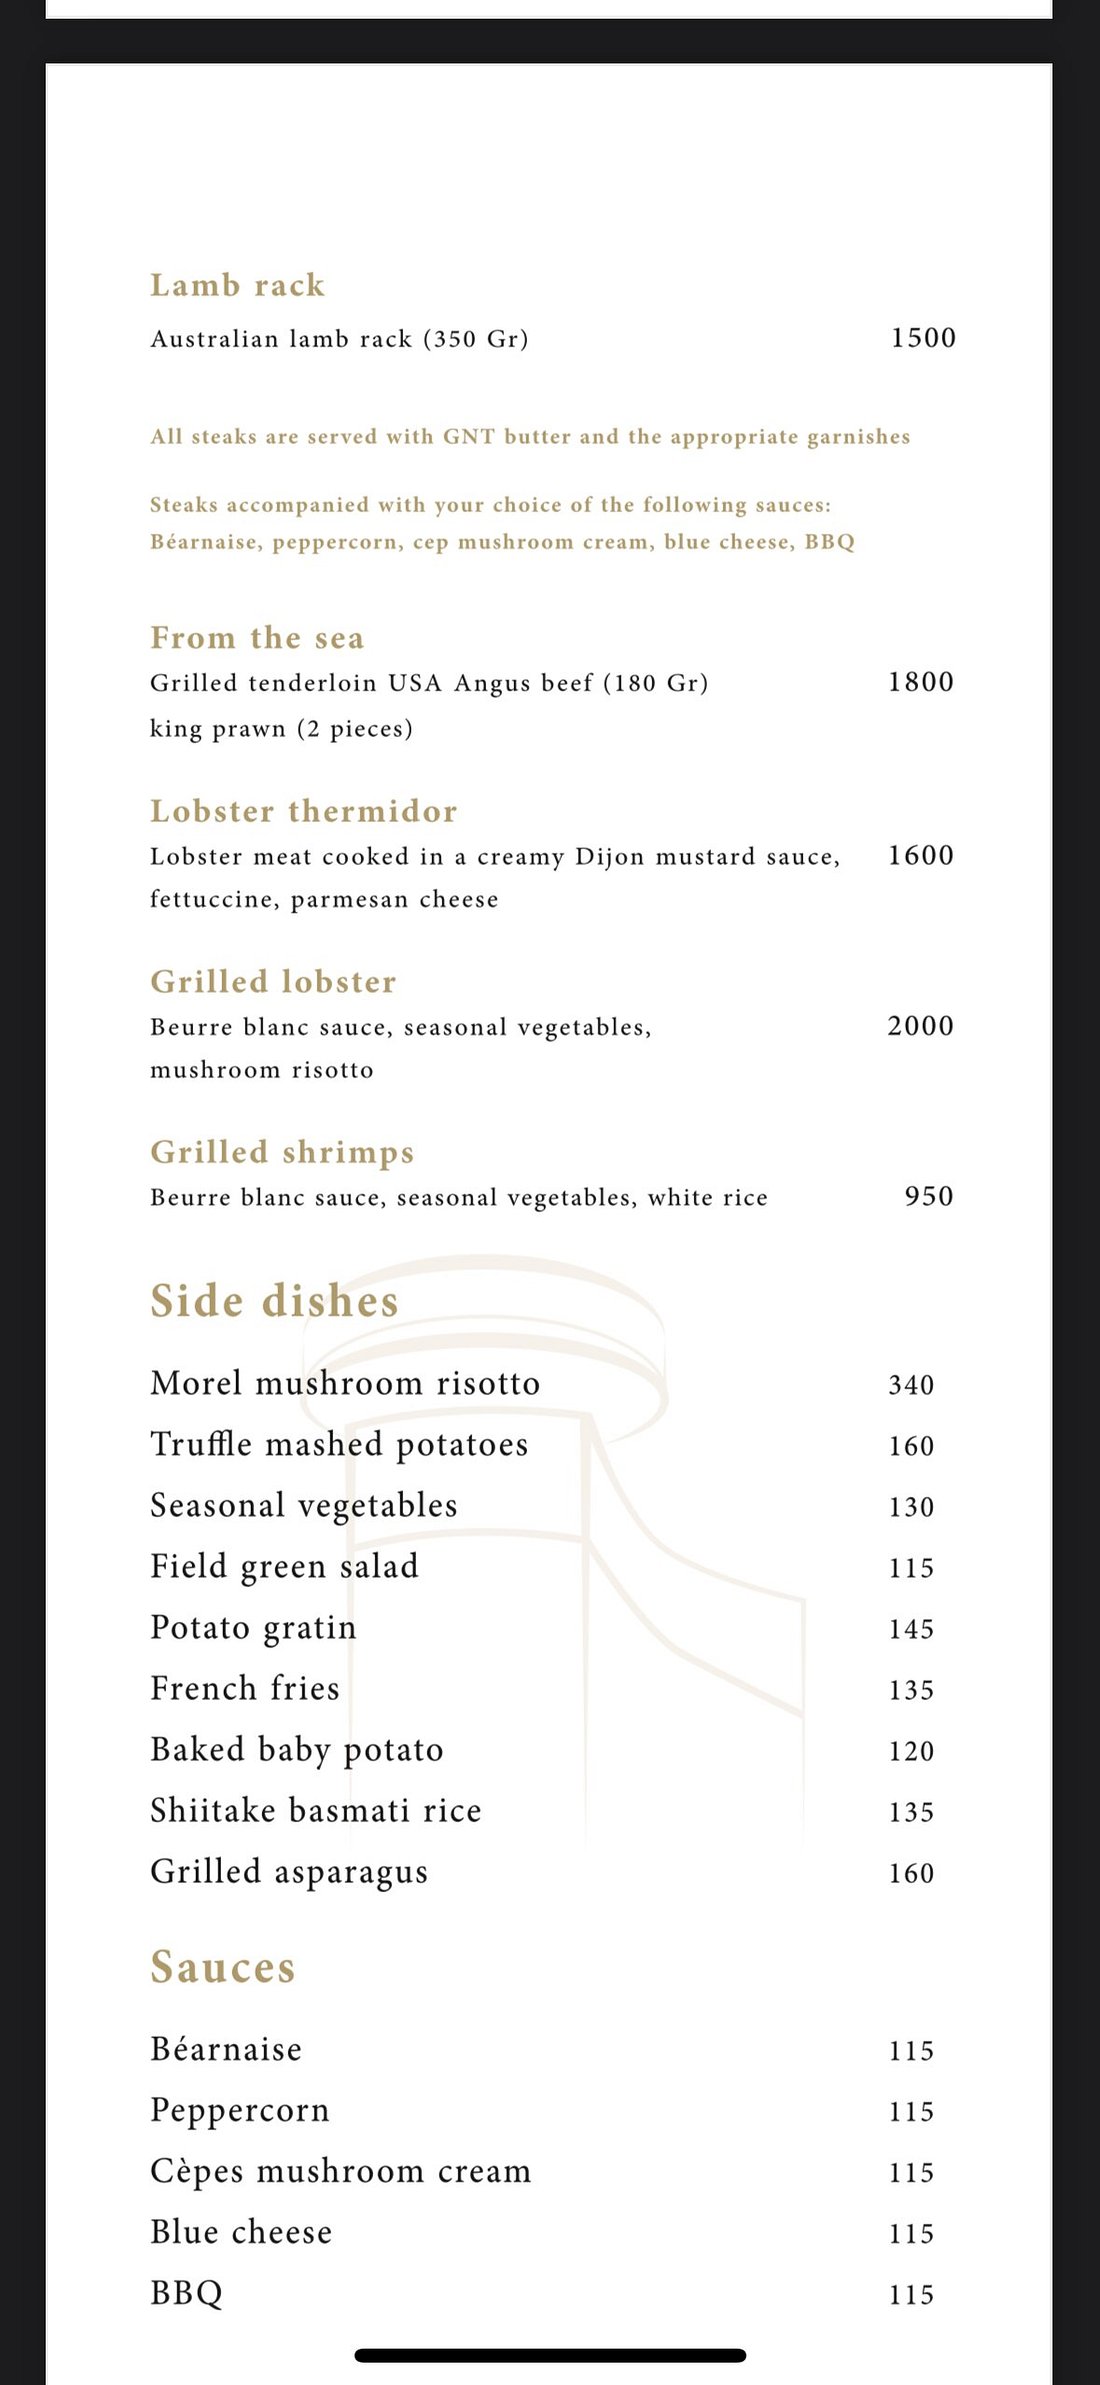 Lamb rack
Australian lamb rack (350 Gr) 1500
All steaks are served with GNT butter and the appropriate garnishes
Steaks accompanied with your choice of the following sauces:
Béarnaise, peppercorn, cep mushroom cream, blue cheese, BBQ
From the sea
Grilled tenderloin USA Angus beef (180 Gr) 1800
king prawn (2 pieces)
Lobster thermidor
Lobster meat cooked in a creamy Dijon mustard sauce, 1600
fettuccine, parmesan cheese
Grilled lobster
Beurre blanc sauce, seasonal vegetables, 2000
mushroom risotto
Grilled shrimps
Beurre blanc sauce, seasonal vegetables, white rice 950
Side dishes
Morel mushroom risotto 340
Truffle mashed potatoes 160
Seasonal vegetables 130
Field green salad 115
Potato gratin 145
French fries 135
Baked baby potato 120
Shiitake basmati rice 135
Grilled asparagus 160
Sauces
Béarnaise 115
Peppercorn 115
Cèpes mushroom cream 115
Blue cheese 115
BBQ 115